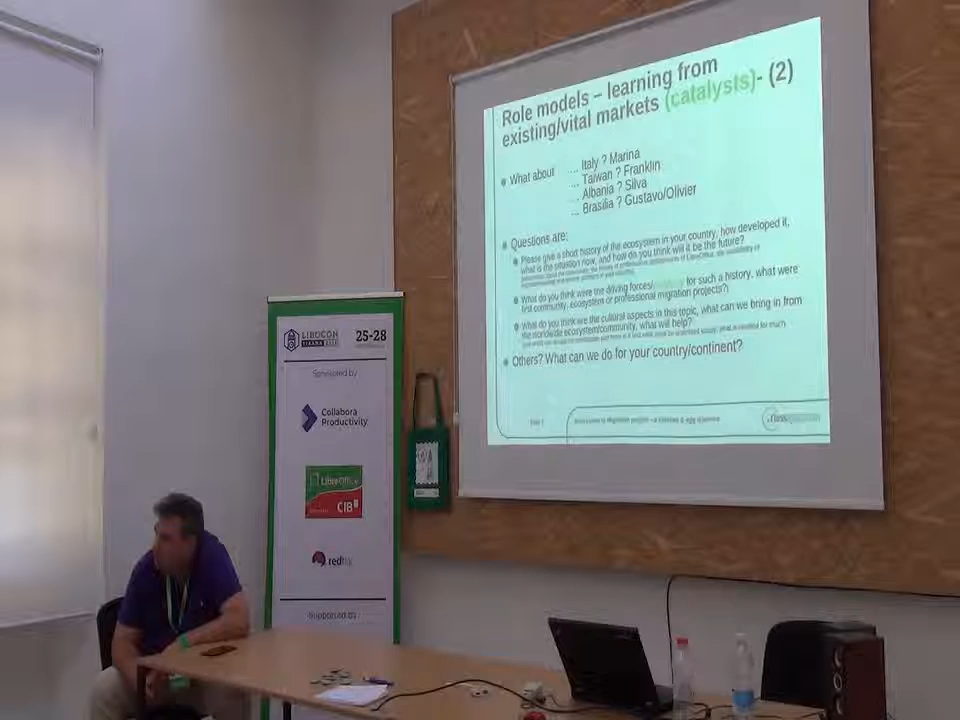 Role models – learning from
existing/vital markets (catalysts)- (2)
What about
... Italy ? Marina
... Taiwan ? Franklin
... Albania ? Silva
... Brasilia ? Gustavo/Olivier
Questions are:
Please give a short history of the ecosystem in your country, how developed it,
what is the situation now, and how do you think will it be the future?
What do you think were the driving forces/ for such a history, what were
first community, ecosystem or professional migration projects?
What do you think are the cultural aspects in this topic, what can we bring in from
the worldwide ecosystem/community, what will help?
Others? What can we do for your country/continent?
LIBOCON
TIRANA
25-28
Sponsored by
Collabora
Productivity
LibreOffice
CIB
red
Supported by